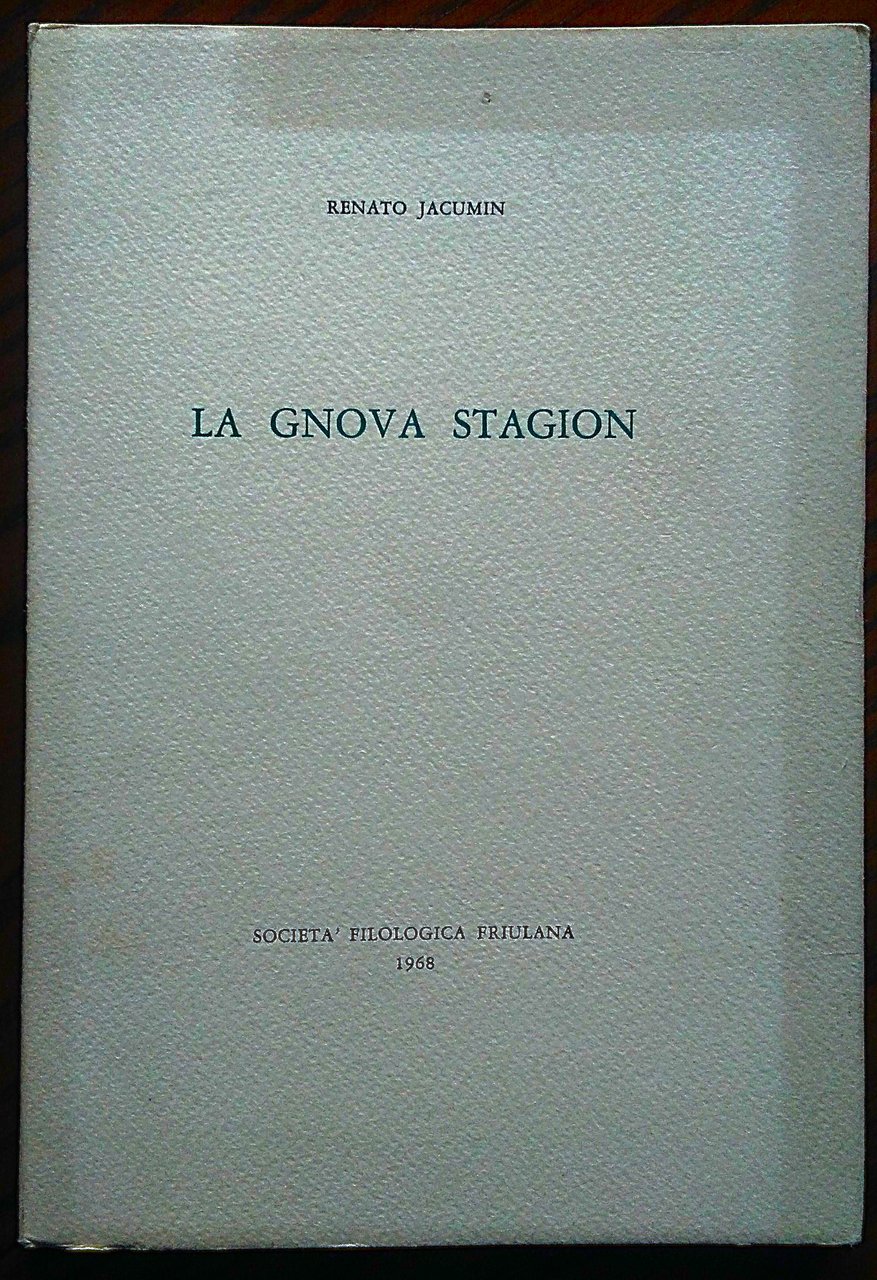 RENATO JACUMIN
LA GNOVA STAGION
SOCIETA' FILOLOGICA FRIULANA
1968